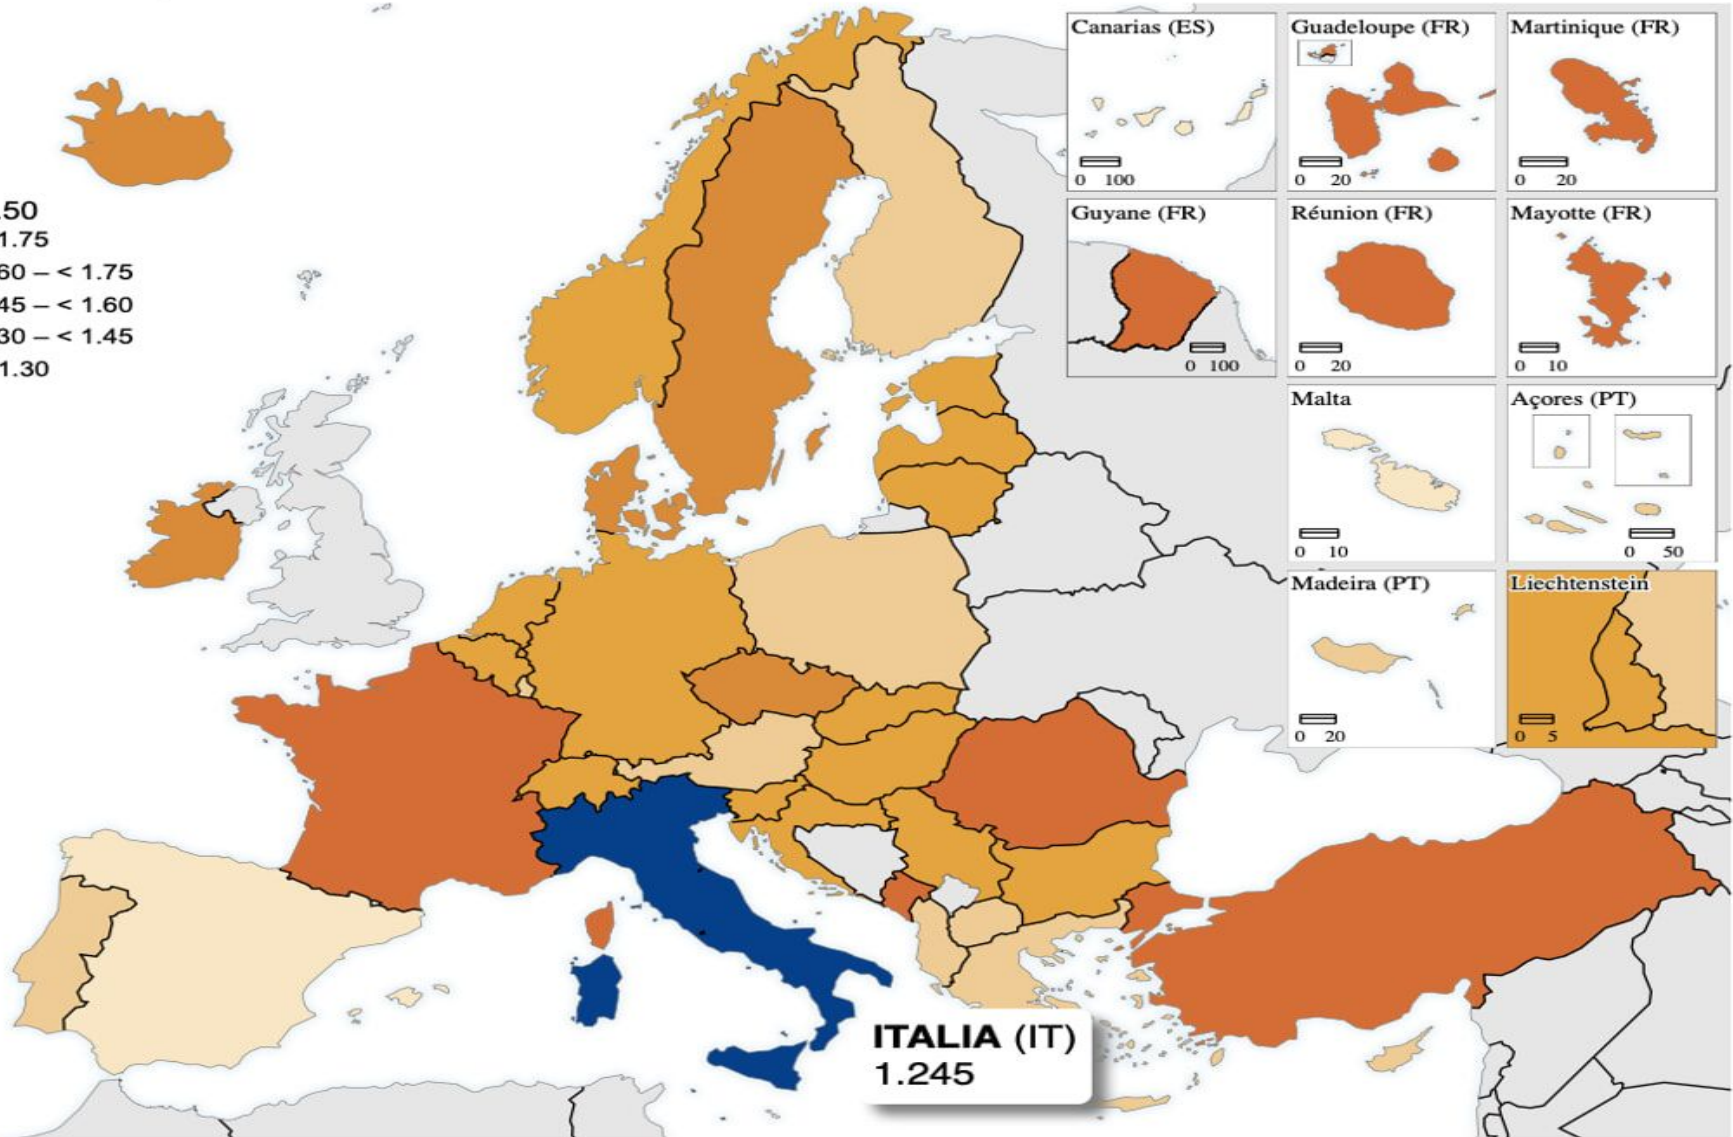 .50
1.75
60 – < 1.75
45 – < 1.60
30 – < 1.45
1.30
Canarias (ES)
0 100
Guadeloupe (FR)
0 20
Martinique (FR)
0 20
Guyane (FR)
0 100
Réunion (FR)
0 20
Mayotte (FR)
0 10
Malta
0 10
Açores (PT)
0 50
Madeira (PT)
0 20
Liechtenstein
0 5
ITALIA (IT)
1.245